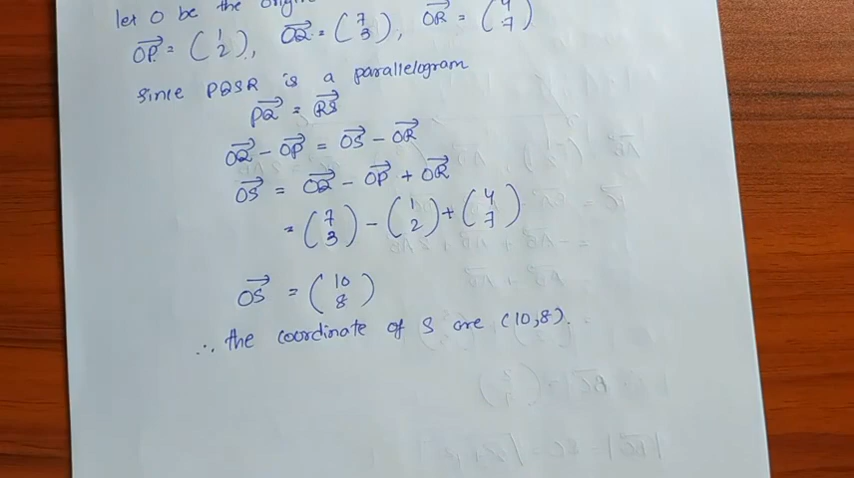 let O be the origin
OP = (1 2), OQ = (7 3), OR = (4 7)
since PQSR is a parallelogram
PQ = RS
OQ - OP = OS - OR
OS = OQ - OP + OR
= (7 3) - (1 2) + (4 7)
OS = (10 8)
∴ the coordinate of S are (10,8).